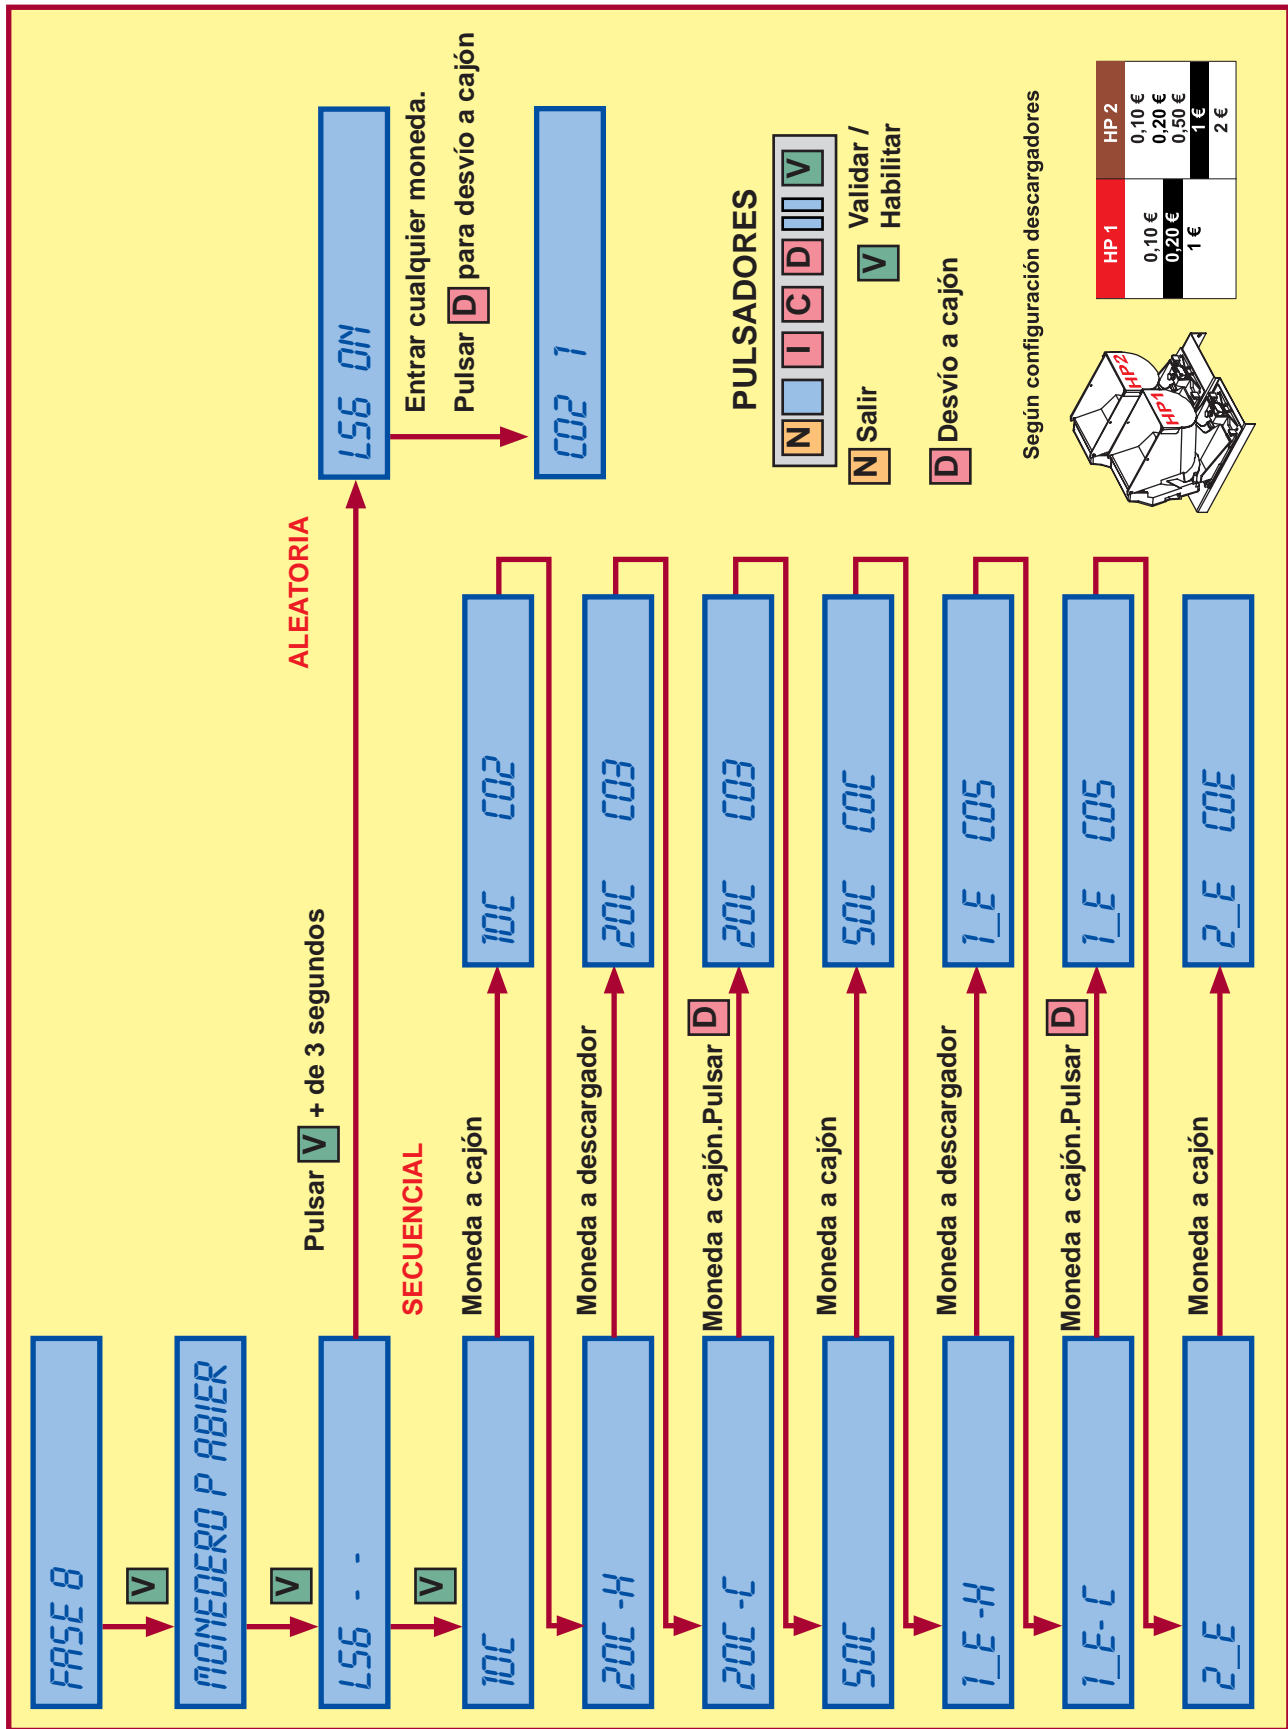 FASE 8
V
MONEDERO P ABIER
V
LS6 - -
Pulsar V + de 3 segundos
ALEATORIA
LS6 ON
Entrar cualquier moneda.
Pulsar D para desvío a cajón
C02 1
V
SECUENCIAL
10C
Moneda a cajón
10C C02
20C -H
Moneda a descargador
20C C03
20C -C
Moneda a cajón.Pulsar D
20C C03
50C
Moneda a cajón
50C C0C
1_E -H
Moneda a descargador
1_E C05
1_E- C
Moneda a cajón.Pulsar D
1_E C05
2_E
Moneda a cajón
2_E C0E
PULSADORES
N I C D V
N Salir
V Validar /
Habilitar
D Desvío a cajón
Según configuración descargadores
HP1
HP2
HP 1 HP 2
0,10 € 0,10 €
0,20 € 0,20 €
1 € 0,50 €
1 €
2 €